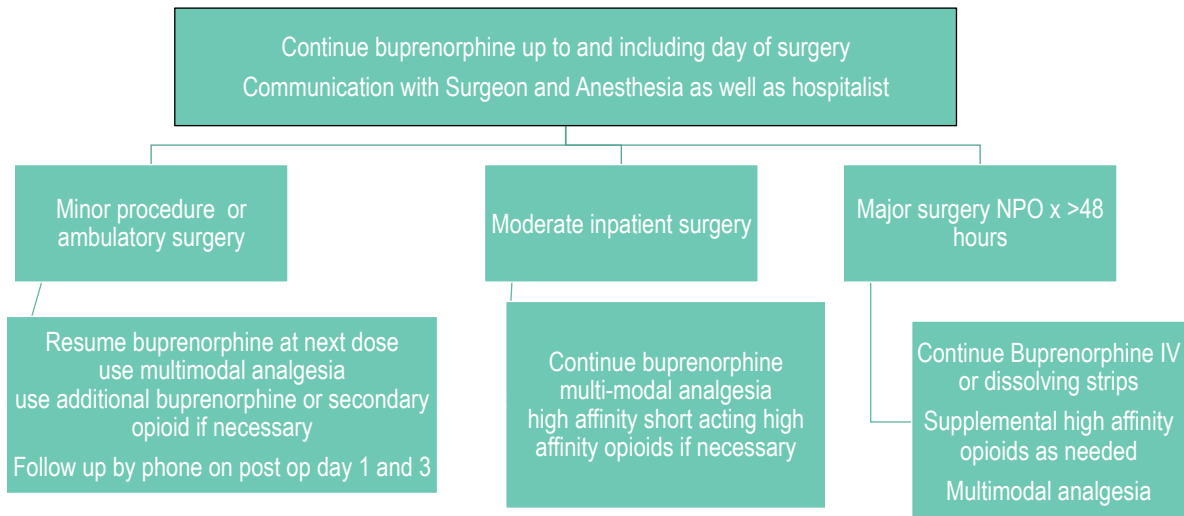 Continue buprenorphine up to and including day of surgery
Communication with Surgeon and Anesthesia as well as hospitalist
Minor procedure or
ambulatory surgery
Moderate inpatient surgery
Major surgery NPO x >48
hours
Resume buprenorphine at next dose
use multimodal analgesia
use additional buprenorphine or secondary
opioid if necessary
Follow up by phone on post op day 1 and 3
Continue buprenorphine
multi-modal analgesia
high affinity short acting high
affinity opioids if necessary
Continue Buprenorphine IV
or dissolving strips
Supplemental high affinity
opioids as needed
Multimodal analgesia